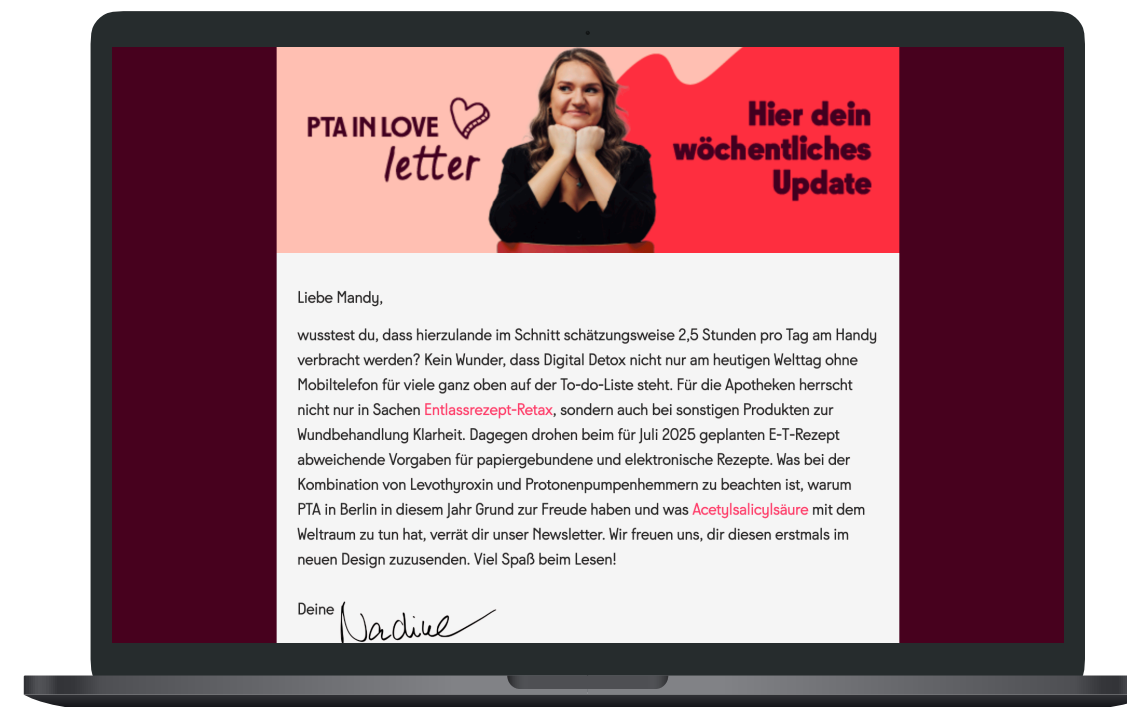 PTA IN LOVE
letter
Hier dein
wöchentliches
Update
Liebe Mandy,
wusstest du, dass hierzulande im Schnitt schätzungsweise 2,5 Stunden pro Tag am Handy
verbracht werden? Kein Wunder, dass Digital Detox nicht nur am heutigen Welttag ohne
Mobiltelefon für viele ganz oben auf der To-do-Liste steht. Für die Apotheken herrscht
nicht nur in Sachen Entlassrezept-Retax, sondern auch bei sonstigen Produkten zur
Wundbehandlung Klarheit. Dagegen drohen beim für Juli 2025 geplanten E-T-Rezept
abweichende Vorgaben für papiergebundene und elektronische Rezepte. Was bei der
Kombination von Levothyroxin und Protonenpumpenhemmern zu beachten ist, warum
PTA in Berlin in diesem Jahr Grund zur Freude haben und was Acetylsalicylsäure mit dem
Weltraum zu tun hat, verrät dir unser Newsletter. Wir freuen uns, dir diesen erstmals im
neuen Design zuzusenden. Viel Spaß beim Lesen!
Deine Nadine